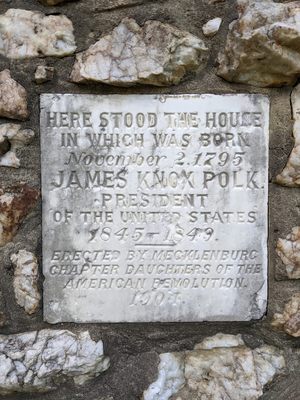 HERE STOOD THE HOUSE
IN WHICH WAS BORN
November 2, 1795
JAMES KNOX POLK.
PRESIDENT
OF THE UNITED STATES
1845–1849.
ERECTED BY MECKLENBURG
CHAPTER DAUGHTERS OF THE
AMERICAN REVOLUTION.